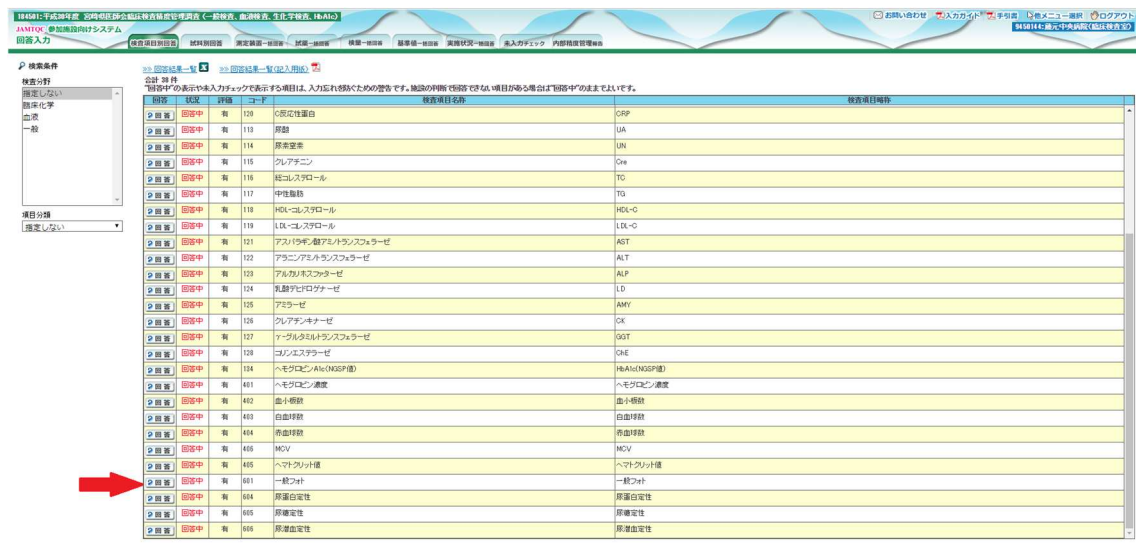 184501:平成30年度 宮崎県医師会臨床検査精度管理調査(一般検査、血液検査、生化学検査、HbA1c)
お問い合わせ 入力ガイド 手引書 他メニュー選択 ログアウト
JAMTQC 参加施設向けシステム
9450144:藤元中央病院(臨床検査室)
回答入力
検査項目別回答 試料別回答 測定装置一括回答 試薬一括回答 検量一括回答 基準値一括回答 実施状況一括回答 未入力チェック 内部精度管理報告
検索条件
検査分野
指定しない
臨床化学
血液
一般
項目分類
指定しない
>> 回答結果一覧 >> 回答結果一覧(記入用紙)
合計 38 件
"回答中"の表示や未入力チェックで表示する項目は、入力忘れを防ぐための警告です。施設の判断で回答できない項目がある場合は"回答中"のままでよいです。
回答 状況 評価 コード 検査項目名称 検査項目略称
回答 回答中 有 120 C反応性蛋白 CRP
回答 回答中 有 113 尿酸 UA
回答 回答中 有 114 尿素窒素 UN
回答 回答中 有 115 クレアチニン Cre
回答 回答中 有 116 総コレステロール TC
回答 回答中 有 117 中性脂肪 TG
回答 回答中 有 118 HDL-コレステロール HDL-C
回答 回答中 有 119 LDL-コレステロール LDL-C
回答 回答中 有 121 アスパラギン酸アミノトランスフェラーゼ AST
回答 回答中 有 122 アラニンアミノトランスフェラーゼ ALT
回答 回答中 有 123 アルカリホスファターゼ ALP
回答 回答中 有 124 乳酸デヒドロゲナーゼ LD
回答 回答中 有 125 アミラーゼ AMY
回答 回答中 有 126 クレアチンキナーゼ CK
回答 回答中 有 127 γ-グルタミルトランスフェラーゼ GGT
回答 回答中 有 128 コリンエステラーゼ ChE
回答 回答中 有 134 ヘモグロビンA1c(NGSP値) HbA1c(NGSP値)
回答 回答中 有 401 ヘモグロビン濃度 ヘモグロビン濃度
回答 回答中 有 402 血小板数 血小板数
回答 回答中 有 403 白血球数 白血球数
回答 回答中 有 404 赤血球数 赤血球数
回答 回答中 有 406 MCV MCV
回答 回答中 有 405 ヘマトクリット値 ヘマトクリット値
回答 回答中 有 601 一般フォト 一般フォト
回答 回答中 有 604 尿蛋白定性 尿蛋白定性
回答 回答中 有 605 尿糖定性 尿糖定性
回答 回答中 有 606 尿潜血定性 尿潜血定性